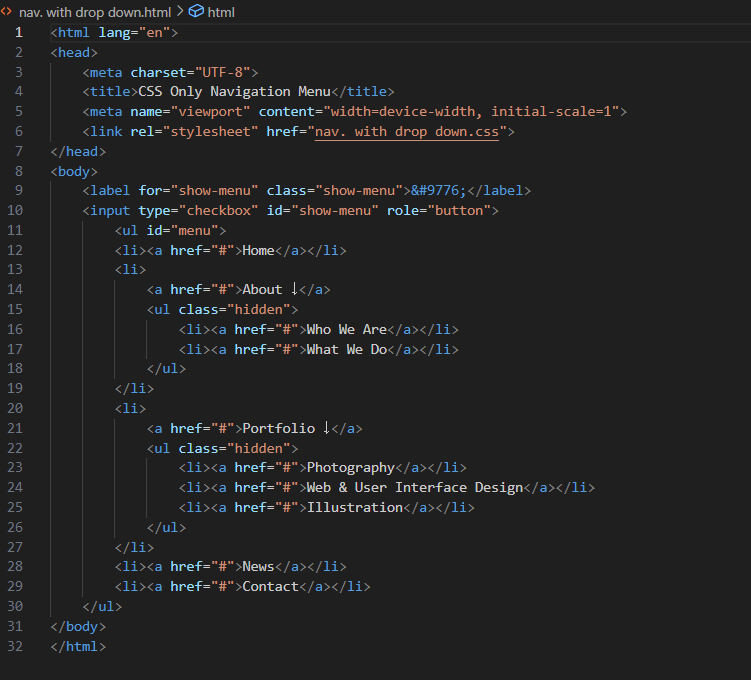 nav. with drop down.html > html
1 <html lang="en">
2 <head>
3     <meta charset="UTF-8">
4     <title>CSS Only Navigation Menu</title>
5     <meta name="viewport" content="width=device-width, initial-scale=1">
6     <link rel="stylesheet" href="nav. with drop down.css">
7 </head>
8 <body>
9     <label for="show-menu" class="show-menu">&#9776;</label>
10     <input type="checkbox" id="show-menu" role="button">
11         <ul id="menu">
12         <li><a href="#">Home</a></li>
13         <li>
14             <a href="#">About ↓</a>
15             <ul class="hidden">
16                 <li><a href="#">Who We Are</a></li>
17                 <li><a href="#">What We Do</a></li>
18             </ul>
19         </li>
20         <li>
21             <a href="#">Portfolio ↓</a>
22             <ul class="hidden">
23                 <li><a href="#">Photography</a></li>
24                 <li><a href="#">Web & User Interface Design</a></li>
25                 <li><a href="#">Illustration</a></li>
26             </ul>
27         </li>
28         <li><a href="#">News</a></li>
29         <li><a href="#">Contact</a></li>
30     </ul>
31 </body>
32 </html>